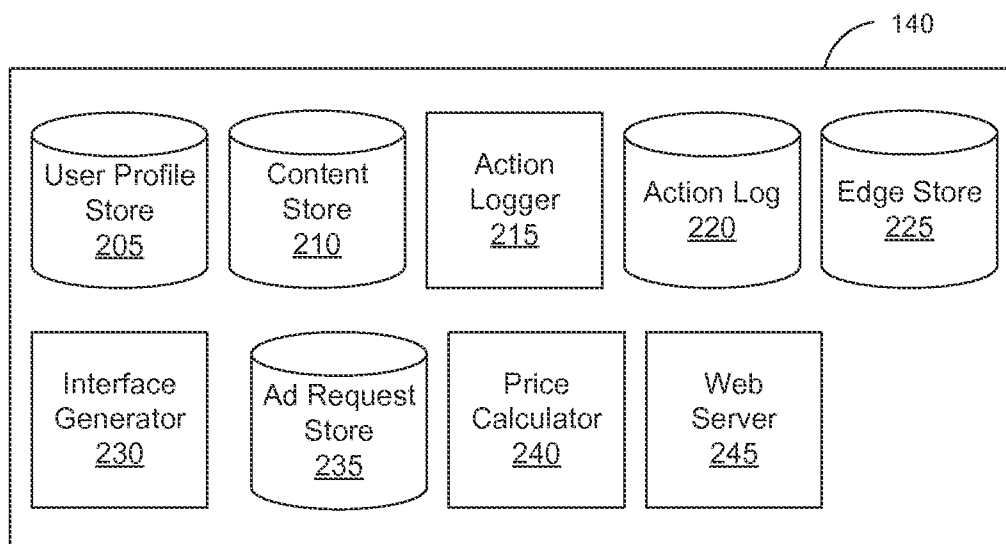 140
User Profile
Store
205
Content
Store
210
Action
Logger
215
Action Log
220
Edge Store
225
Interface
Generator
230
Ad Request
Store
235
Price
Calculator
240
Web
Server
245